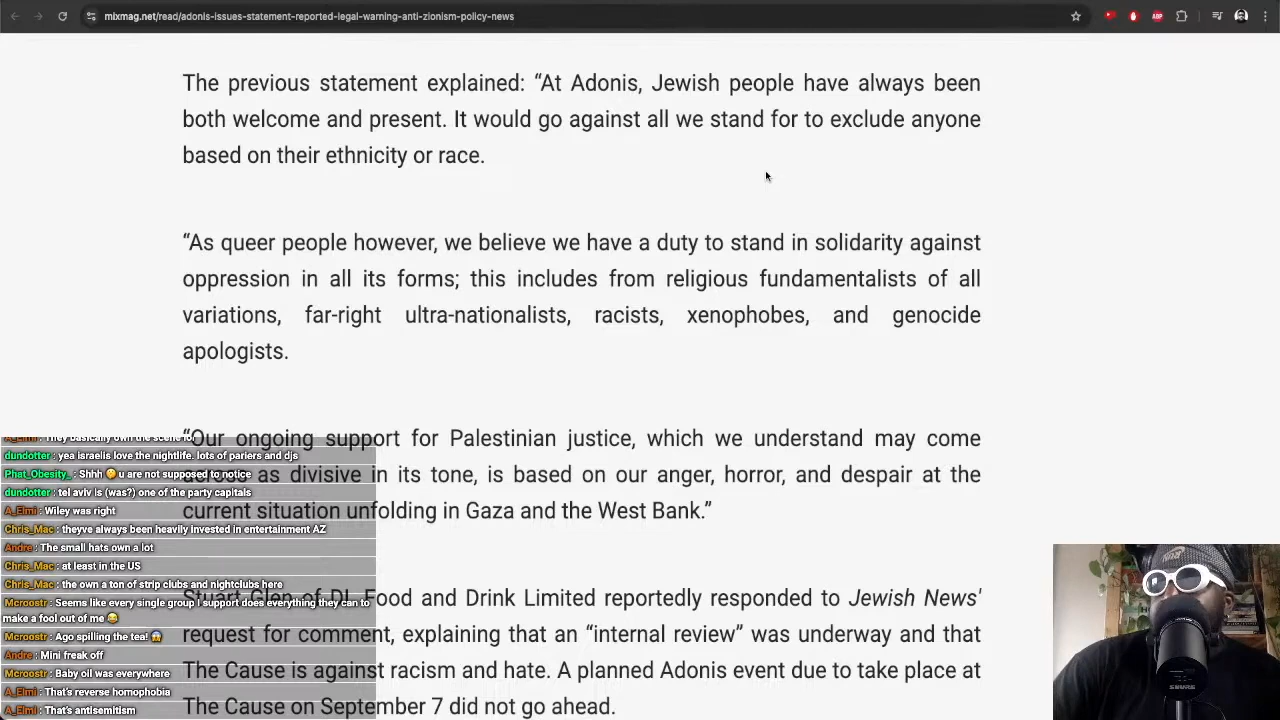 mixmag.net/read/adonis-issues-statement-reported-legal-warning-anti-zionism-policy-news
ABP
The previous statement explained: “At Adonis, Jewish people have always been
both welcome and present. It would go against all we stand for to exclude anyone
based on their ethnicity or race.
“As queer people however, we believe we have a duty to stand in solidarity against
oppression in all its forms; this includes from religious fundamentalists of all
variations, far-right ultra-nationalists, racists, xenophobes, and genocide
apologists.
“Our ongoing support for Palestinian justice, which we understand may come
as divisive in its tone, is based on our anger, horror, and despair at the
current situation unfolding in Gaza and the West Bank.”
Stuart Glen of DL Food and Drink Limited reportedly responded to Jewish News'
request for comment, explaining that an “internal review” was underway and that
The Cause is against racism and hate. A planned Adonis event due to take place at
The Cause on September 7 did not go ahead.
A_Elmi : They basically own the scene lol
dundotter : yea israelis love the nightlife. lots of pariers and djs
Phat_Obesity_ : Shhh 🤫 u are not supposed to notice
dundotter : tel aviv is (was?) one of the party capitals
A_Elmi : Wiley was right
Chris_Mac : theyve always been heavily invested in entertainment AZ
Andre : The small hats own a lot
Chris_Mac : at least in the US
Chris_Mac : the own a ton of strip clubs and nightclubs here
Mcroostr : Seems like every single group I support does everything they can to
make a fool out of me 😂
Mcroostr : Ago spilling the tea! 😱
Andre : Mini freak off
Mcroostr : Baby oil was everywhere
A_Elmi : That's reverse homophobia
A_Elmi : That's antisemitism
SHURE